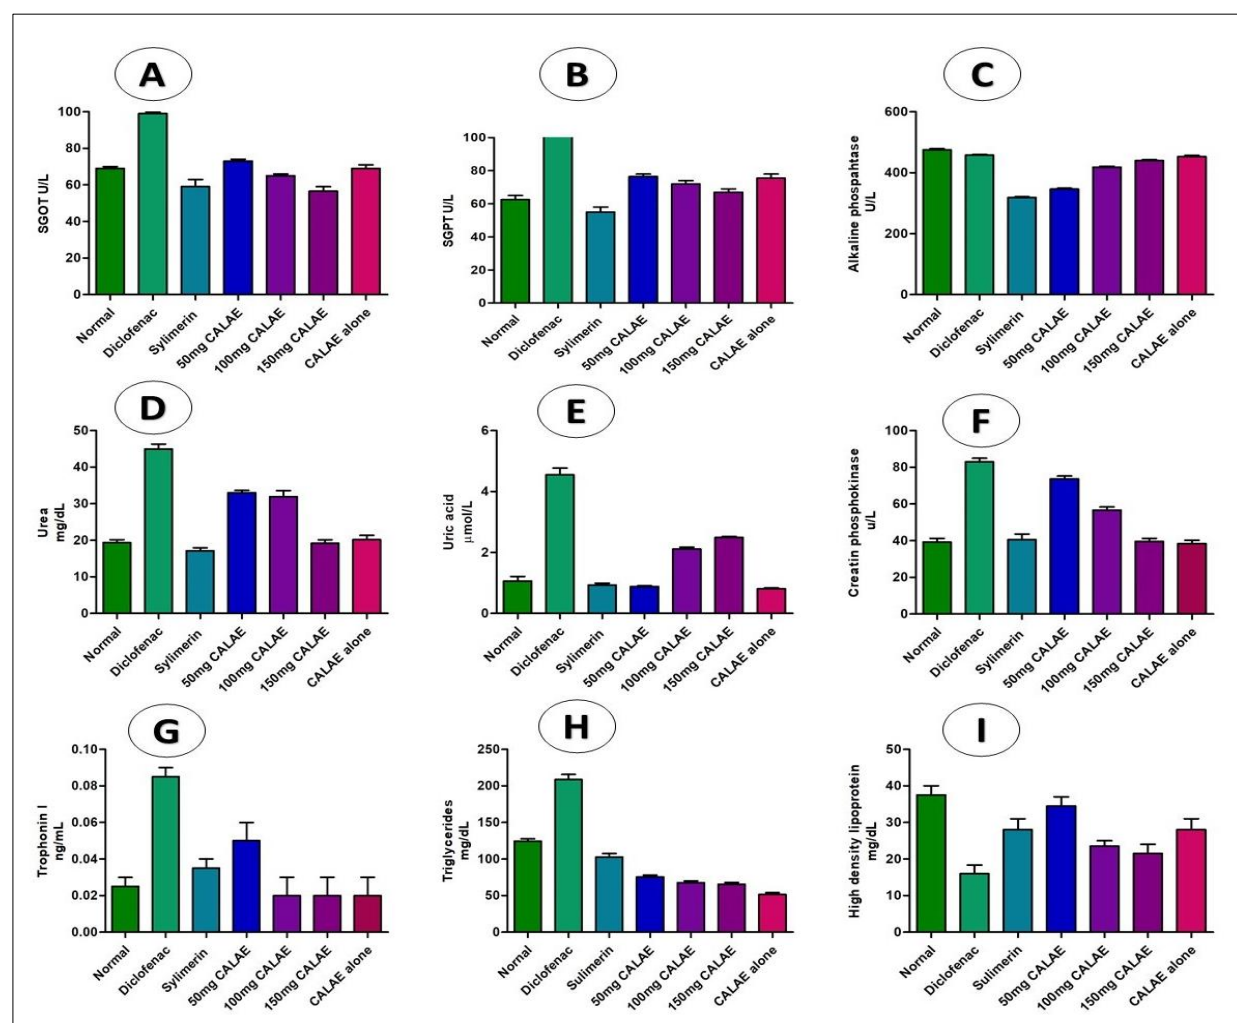 A
SGOT U/L
100
80
60
40
20
0
Normal
Diclofenac
Sylimerin
50mg CALAE
100mg CALAE
150mg CALAE
CALAE alone
B
SGPT U/L
100
80
60
40
20
0
Normal
Diclofenac
Sylimerin
50mg CALAE
100mg CALAE
150mg CALAE
CALAE alone
C
Alkaline phospahtase
U/L
600
400
200
0
Normal
Diclofenac
Sylimerin
50mg CALAE
100mg CALAE
150mg CALAE
CALAE alone
D
Urea
mg/dL
50
40
30
20
10
0
Normal
Diclofenac
Sylimerin
50mg CALAE
100mg CALAE
150mg CALAE
CALAE alone
E
Uric acid
μmol/L
6
4
2
0
Normal
Diclofenac
Sylimerin
50mg CALAE
100mg CALAE
150mg CALAE
CALAE alone
F
Creatin phosphokinase
u/L
100
80
60
40
20
0
Normal
Diclofenac
Sylimerin
50mg CALAE
100mg CALAE
150mg CALAE
CALAE alone
G
Trophonin I
ng/mL
0.10
0.08
0.06
0.04
0.02
0.00
Normal
Diclofenac
Sylimerin
50mg CALAE
100mg CALAE
150mg CALAE
CALAE alone
H
Triglycerides
mg/dL
250
200
150
100
50
0
Normal
Diclofenac
Sulimerin
50mg CALAE
100mg CALAE
150mg CALAE
CALAE alone
I
High density lipoprotein
mg/dL
50
40
30
20
10
0
Normal
Diclofenac
Sulimerin
50mg CALAE
100mg CALAE
150mg CALAE
CALAE alone